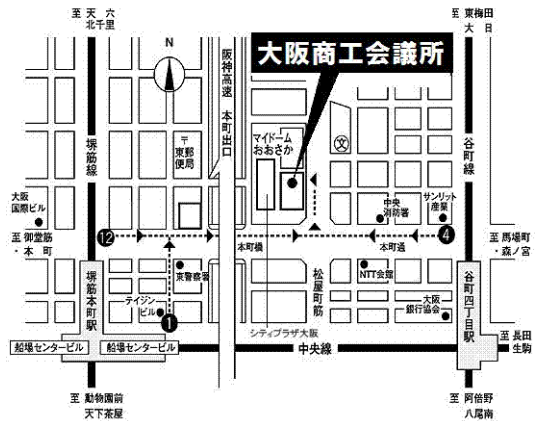 至 天 六
北千里
至 東梅田
大 日
N
阪神高速 本町出口
大阪商工会議所
〒
東郵
便局
マイドーム
おおさか
文
堺筋線
谷町線
大阪
国際ビル
中央
消防署
サンリット
産業
至 御堂筋
・本 町
12
本町橋
本町通
4
至 馬場町
・森ノ宮
東警察署
NTT会館
松屋町筋
堺筋本町駅
テイジン
ビル
1
大阪
銀行協会
谷町四丁目駅
シティプラザ大阪
船場センタービル
船場センタービル
中央線
至 長田
生駒
至 動物園前
天下茶屋
至 阿倍野
八尾南